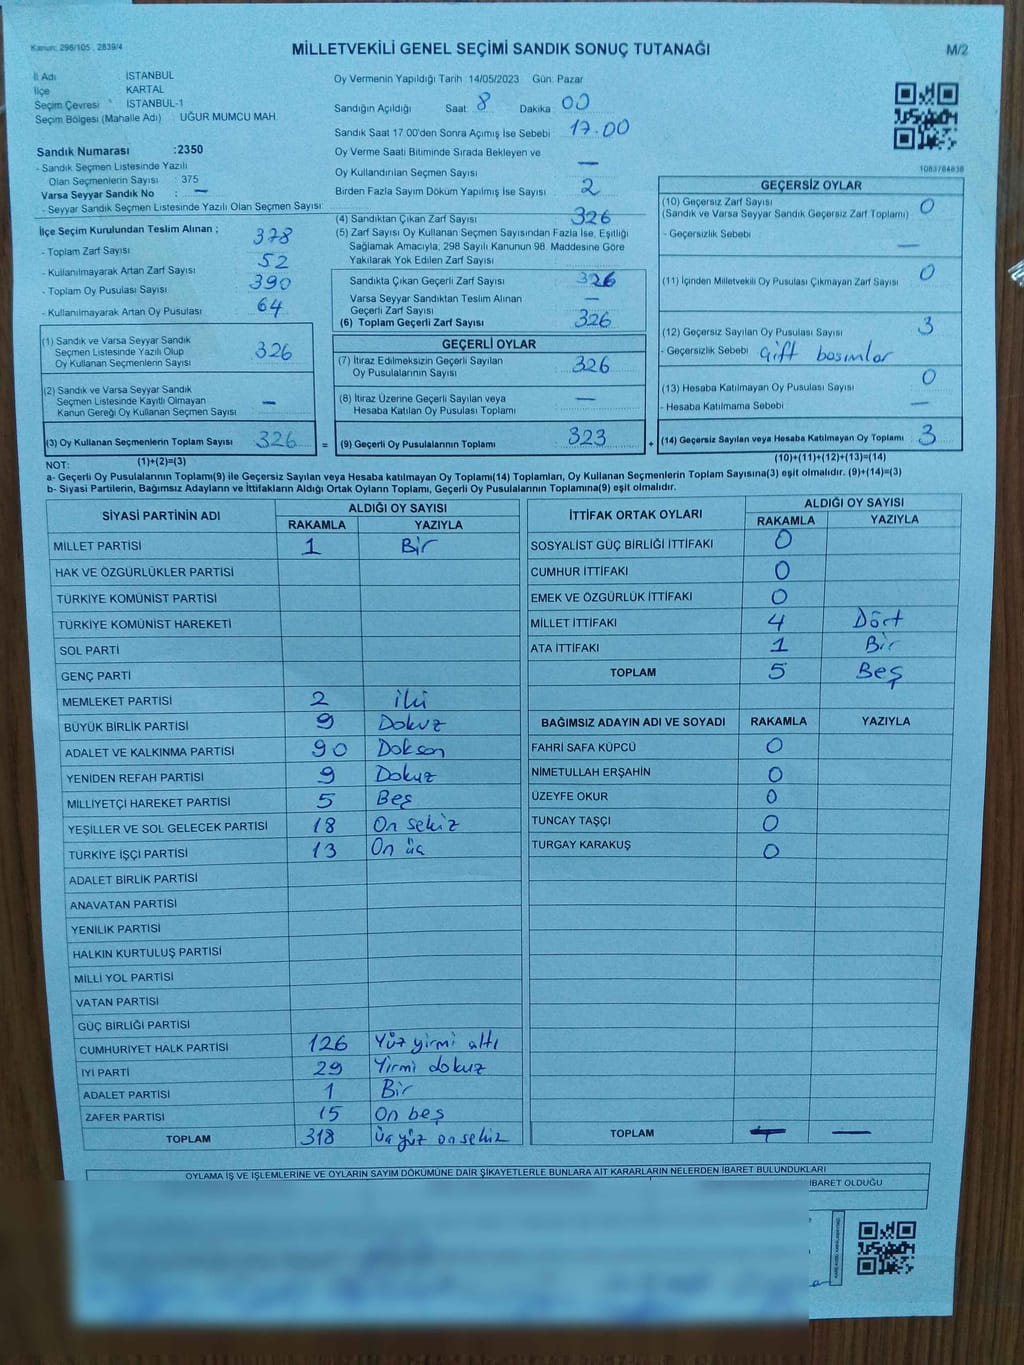 Kanun: 298/105 , 2839/4
MİLLETVEKİLİ GENEL SEÇİMİ SANDIK SONUÇ TUTANAĞI
M/2
İl Adı İSTANBUL
İlçe KARTAL
Seçim Çevresi İSTANBUL-1
Seçim Bölgesi (Mahalle Adı) UĞUR MUMCU MAH.
Sandık Numarası :2350
- Sandık Seçmen Listesinde Yazılı
Olan Seçmenlerin Sayısı : 375
Varsa Seyyar Sandık No : —
- Seyyar Sandık Seçmen Listesinde Yazılı Olan Seçmen Sayısı:
İlçe Seçim Kurulundan Teslim Alınan ;
- Toplam Zarf Sayısı 378
- Kullanılmayarak Artan Zarf Sayısı 52
- Toplam Oy Pusulası Sayısı 390
- Kullanılmayarak Artan Oy Pusulası 64
(1) Sandık ve Varsa Seyyar Sandık
Seçmen Listesinde Yazılı Olup
Oy Kullanan Seçmenlerin Sayısı 326
(2) Sandık ve Varsa Seyyar Sandık
Seçmen Listesinde Kayıtlı Olmayan
Kanun Gereği Oy Kullanan Seçmen Sayısı —
(3) Oy Kullanan Seçmenlerin Toplam Sayısı 326 =
Oy Vermenin Yapıldığı Tarih 14/05/2023 Gün: Pazar
Sandığın Açıldığı Saat: 8 Dakika 00
Sandık Saat 17.00'den Sonra Açımış İse Sebebi 17.00
Oy Verme Saati Bitiminde Sırada Bekleyen ve
Oy Kullandırılan Seçmen Sayısı —
Birden Fazla Sayım Döküm Yapılmış İse Sayısı 2
(4) Sandıktan Çıkan Zarf Sayısı 326
(5) Zarf Sayısı Oy Kullanan Seçmen Sayısından Fazla İse, Eşitliği
Sağlamak Amacıyla, 298 Sayılı Kanunun 98. Maddesine Göre
Yakılarak Yok Edilen Zarf Sayısı
Sandıkta Çıkan Geçerli Zarf Sayısı 326
Varsa Seyyar Sandıktan Teslim Alınan
Geçerli Zarf Sayısı —
(6) Toplam Geçerli Zarf Sayısı 326
GEÇERLİ OYLAR
(7) İtiraz Edilmeksizin Geçerli Sayılan
Oy Pusulalarının Sayısı 326
(8) İtiraz Üzerine Geçerli Sayılan veya
Hesaba Katılan Oy Pusulası Toplamı —
(9) Geçerli Oy Pusulalarının Toplamı 323 +
1083784638
GEÇERSİZ OYLAR
(10) Geçersiz Zarf Sayısı
(Sandık ve Varsa Seyyar Sandık Geçersiz Zarf Toplamı) 0
- Geçersizlik Sebebi —
(11) İçinden Milletvekili Oy Pusulası Çıkmayan Zarf Sayısı 0
(12) Geçersiz Sayılan Oy Pusulası Sayısı 3
- Geçersizlik Sebebi çift basımlar
(13) Hesaba Katılmayan Oy Pusulası Sayısı 0
- Hesaba Katılmama Sebebi —
(14) Geçersiz Sayılan veya Hesaba Katılmayan Oy Toplamı 3
NOT: (1)+(2)=(3)
(10)+(11)+(12)+(13)=(14)
a- Geçerli Oy Pusulalarının Toplamı(9) ile Geçersiz Sayılan veya Hesaba katılmayan Oy Toplamı(14) Toplamları, Oy Kullanan Seçmenlerin Toplam Sayısına(3) eşit olmalıdır. (9)+(14)=(3)
b- Siyasi Partilerin, Bağımsız Adayların ve İttifakların Aldığı Ortak Oyların Toplamı, Geçerli Oy Pusulalarının Toplamına(9) eşit olmalıdır.
SİYASİ PARTİNİN ADI ALDIĞI OY SAYISI
RAKAMLA YAZIYLA
MİLLET PARTİSİ 1 Bir
HAK VE ÖZGÜRLÜKLER PARTİSİ
TÜRKİYE KOMÜNİST PARTİSİ
TÜRKİYE KOMÜNİST HAREKETİ
SOL PARTİ
GENÇ PARTİ
MEMLEKET PARTİSİ 2 iki
BÜYÜK BİRLİK PARTİSİ 9 Dokuz
ADALET VE KALKINMA PARTİSİ 90 Doksan
YENİDEN REFAH PARTİSİ 9 Dokuz
MİLLİYETÇİ HAREKET PARTİSİ 5 Beş
YEŞİLLER VE SOL GELECEK PARTİSİ 18 On sekiz
TÜRKİYE İŞÇİ PARTİSİ 13 On üç
ADALET BİRLİK PARTİSİ
ANAVATAN PARTİSİ
YENİLİK PARTİSİ
HALKIN KURTULUŞ PARTİSİ
MİLLİ YOL PARTİSİ
VATAN PARTİSİ
GÜÇ BİRLİĞİ PARTİSİ
CUMHURİYET HALK PARTİSİ 126 Yüz yirmi altı
İYİ PARTİ 29 Yirmi dokuz
ADALET PARTİSİ 1 Bir
ZAFER PARTİSİ 15 On beş
TOPLAM 318 Üçyüz onsekiz
İTTİFAK ORTAK OYLARI ALDIĞI OY SAYISI
RAKAMLA YAZIYLA
SOSYALİST GÜÇ BİRLİĞİ İTTİFAKI 0
CUMHUR İTTİFAKI 0
EMEK VE ÖZGÜRLÜK İTTİFAKI 0
MİLLET İTTİFAKI 4 Dört
ATA İTTİFAKI 1 Bir
TOPLAM 5 Beş
BAĞIMSIZ ADAYIN ADI VE SOYADI RAKAMLA YAZIYLA
FAHRİ SAFA KÜPCÜ 0
NİMETULLAH ERŞAHİN 0
ÜZEYFE OKUR 0
TUNCAY TAŞÇI 0
TURGAY KARAKUŞ 0
TOPLAM — —
OYLAMA İŞ VE İŞLEMLERİNE VE OYLARIN SAYIM DÖKÜMÜNE DAİR ŞİKAYETLERLE BUNLARA AİT KARARLARIN NELERDEN İBARET BULUNDUKLARI
İBARET OLDUĞU